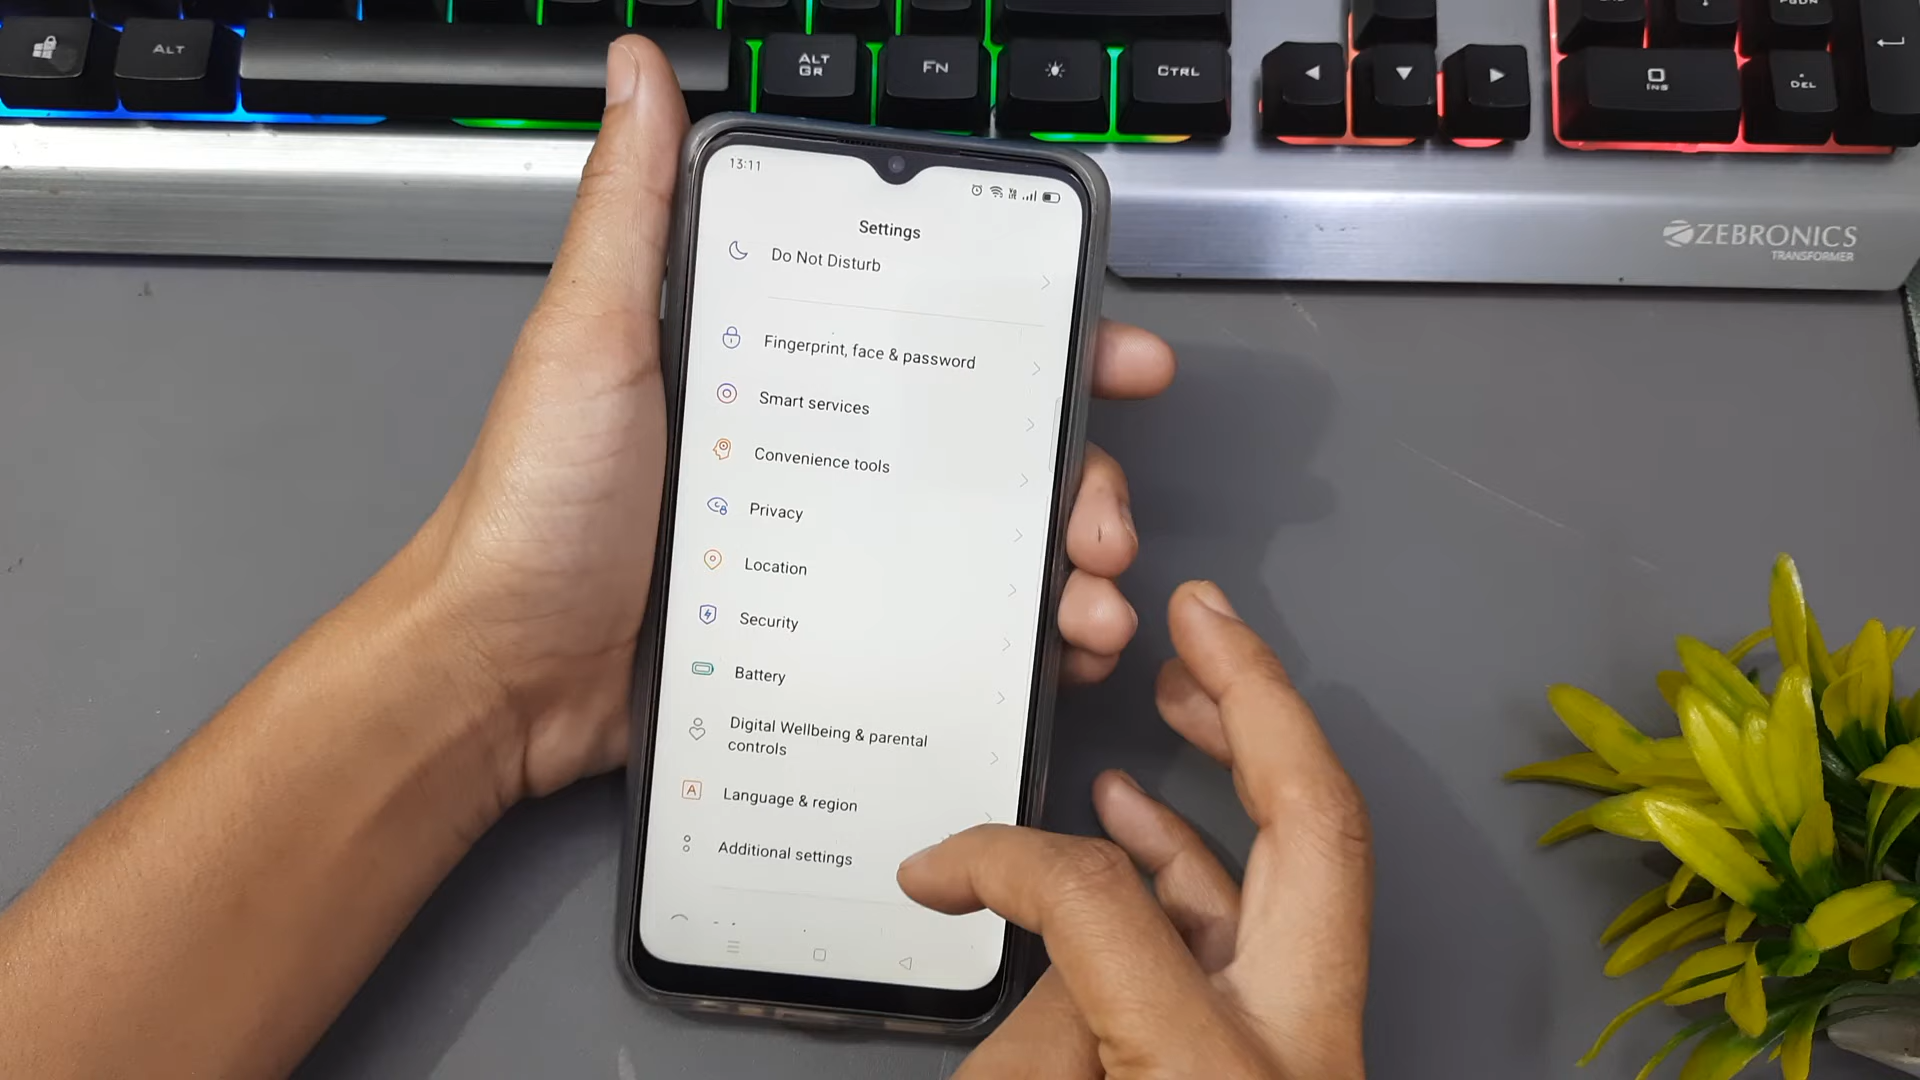 ALT
ALT
GR
FN
CTRL
INS
DEL
ZEBRONICS
TRANSFORMER
13:11
Settings
Do Not Disturb
Fingerprint, face & password
Smart services
Convenience tools
Privacy
Location
Security
Battery
Digital Wellbeing & parental
controls
Language & region
Additional settings